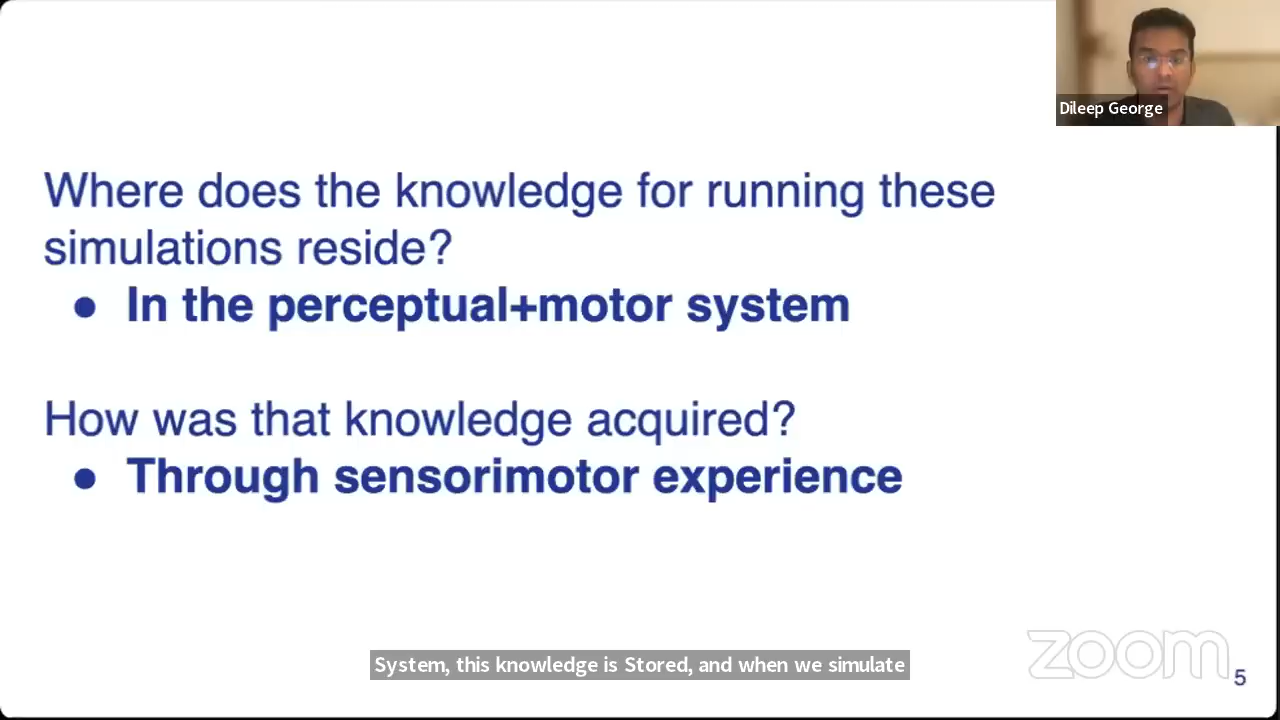 Dileep George
Where does the knowledge for running these
simulations reside?
● In the perceptual+motor system
How was that knowledge acquired?
● Through sensorimotor experience
System, this knowledge is Stored, and when we simulate
zoom
5